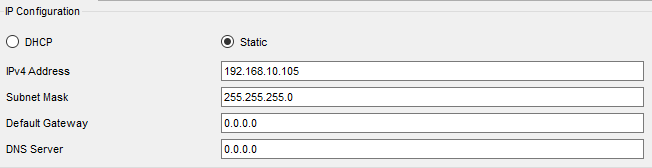 IP Configuration
DHCP Static
IPv4 Address 192.168.10.105
Subnet Mask 255.255.255.0
Default Gateway 0.0.0.0
DNS Server 0.0.0.0